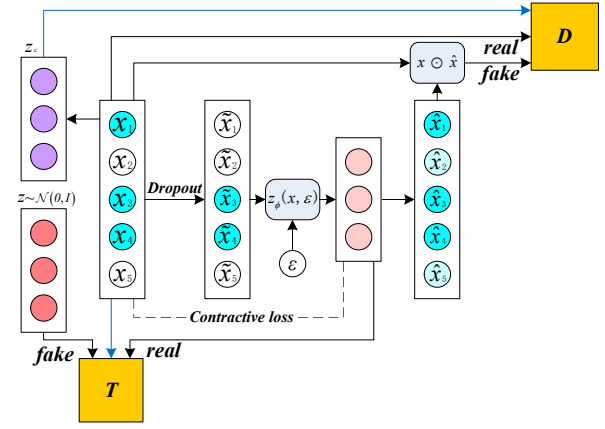 D
z_c
real
x ⊙ x̂
fake
x₁
x̃₁
x̂₁
x₂
x̃₂
x̂₂
z~𝒩(0,1)
Dropout
x₃
x̃₃
z_ϕ(x, ε)
x̂₃
x₄
x̃₄
x̂₄
x₅
x̃₅
ε
x̂₅
Contractive loss
fake
real
T